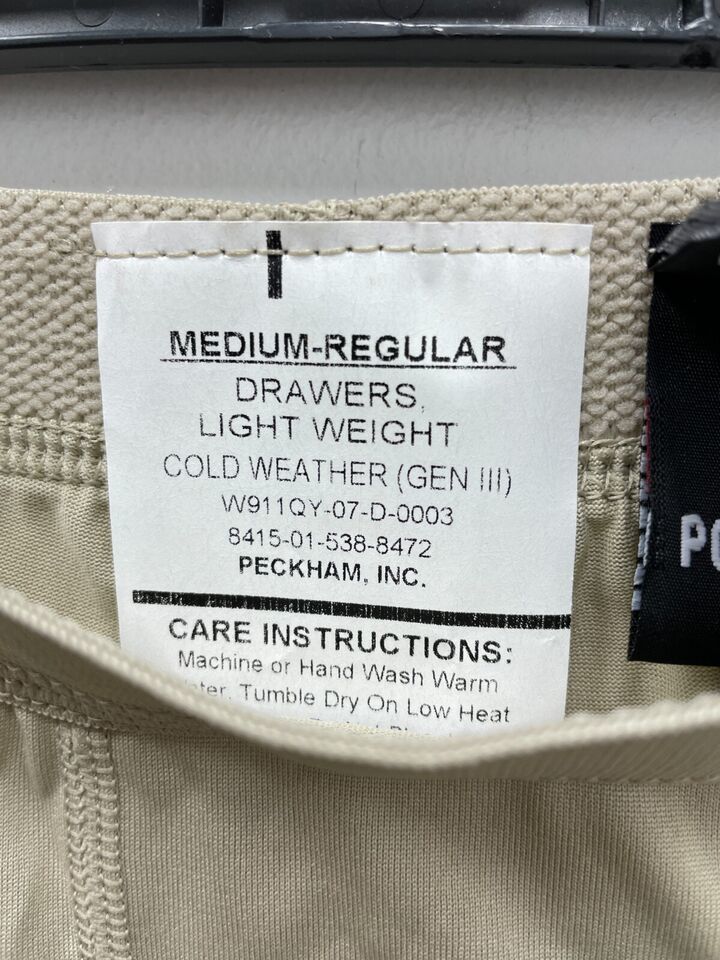 MEDIUM-REGULAR
DRAWERS,
LIGHT WEIGHT
COLD WEATHER (GEN III)
W911QY-07-D-0003
8415-01-538-8472
PECKHAM, INC.
CARE INSTRUCTIONS:
Machine or Hand Wash Warm
Tumble Dry On Low Heat
PO